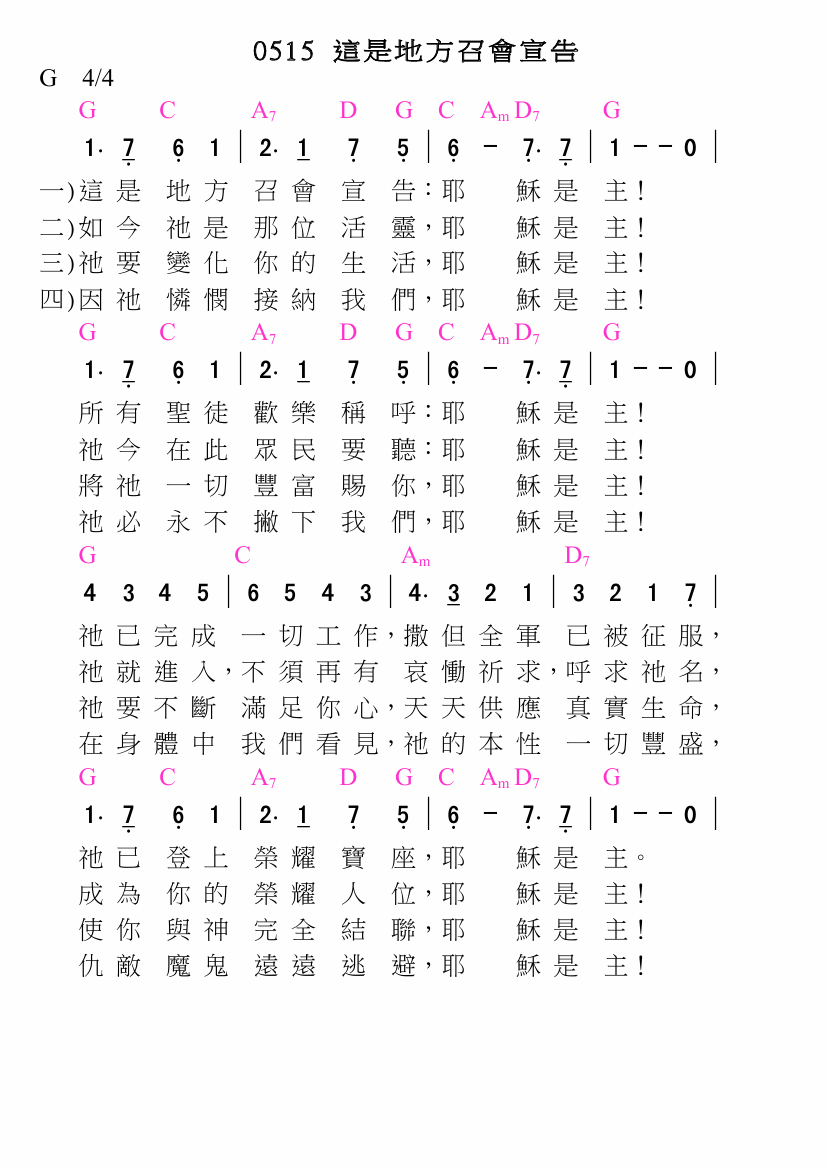 0515 這是地方召會宣告
G 4/4
G C A7 D G C Am D7 G
1· 7 6 1 | 2· 1 7 5 | 6 － 7· 7 | 1 － － 0 |
一)這是地方召會宣告：耶穌是主！
二)如今祂是那位活靈，耶穌是主！
三)祂要變化你的生活，耶穌是主！
四)因祂憐憫接納我們，耶穌是主！
G C A7 D G C Am D7 G
1· 7 6 1 | 2· 1 7 5 | 6 － 7· 7 | 1 － － 0 |
所有聖徒歡樂稱呼：耶穌是主！
祂今在此眾民要聽：耶穌是主！
將祂一切豐富賜你，耶穌是主！
祂必永不撇下我們，耶穌是主！
G C Am D7
4 3 4 5 | 6 5 4 3 | 4· 3 2 1 | 3 2 1 7 |
祂已完成一切工作，撒但全軍已被征服，
祂就進入，不須再有哀慟祈求，呼求祂名，
祂要不斷滿足你心，天天供應真實生命，
在身體中我們看見，祂的本性一切豐盛，
G C A7 D G C Am D7 G
1· 7 6 1 | 2· 1 7 5 | 6 － 7· 7 | 1 － － 0 |
祂已登上榮耀寶座，耶穌是主。
成為你的榮耀人位，耶穌是主！
使你與神完全結聯，耶穌是主！
仇敵魔鬼遠遠逃避，耶穌是主！